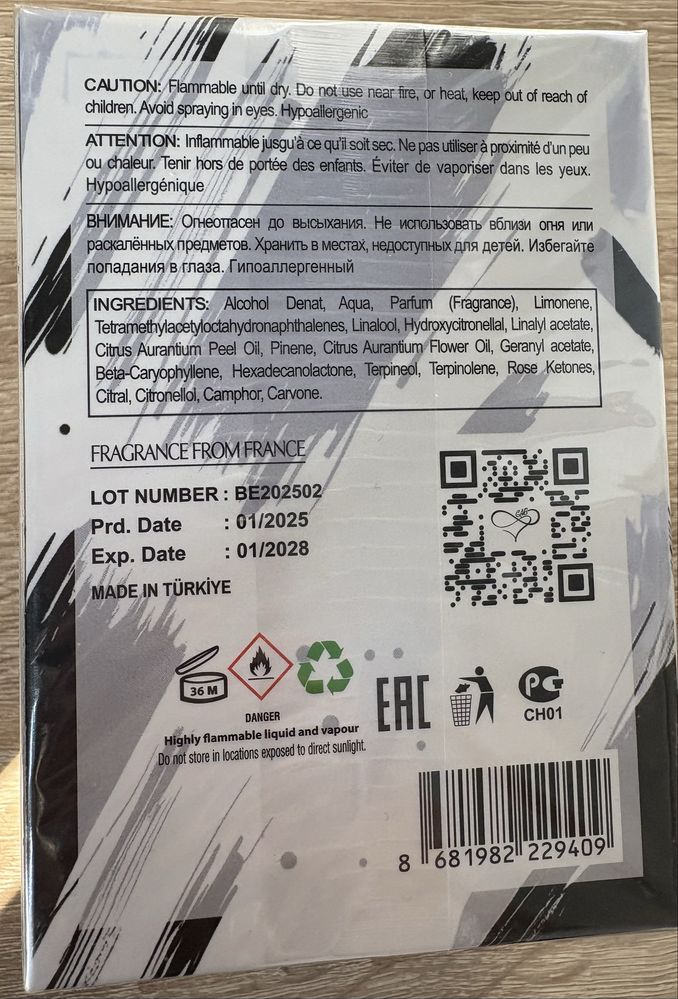 CAUTION: Flammable until dry. Do not use near fire, or heat, keep out of reach of
children. Avoid spraying in eyes. Hypoallergenic
ATTENTION: Inflammable jusgu'à ce qu'il soit sec. Ne pas utiliser à proximité d'un peu
ou chaleur. Tenir hors de portée des enfants. Éviter de vaporiser dans les yeux.
Hypoallergénique
ВНИМАНИЕ: Огнеопасен до высыхания. Не использовать вблизи огня или
раскалённых предметов. Хранить в местах, недоступных для детей. Избегайте
попадания в глаза. Гипоаллергенный
INGREDIENTS: Alcohol Denat, Aqua, Parfum (Fragrance), Limonene,
Tetramethylacetyloctahydronaphthalenes, Linalool, Hydroxycitronellal, Linalyl acetate,
Citrus Aurantium Peel Oil, Pinene, Citrus Aurantium Flower Oil, Geranyl acetate,
Beta-Caryophyllene, Hexadecanolactone, Terpineol, Terpinolene, Rose Ketones,
Citral, Citronellol, Camphor, Carvone.
FRAGRANCE FROM FRANCE
LOT NUMBER : BE202502
Prd. Date : 01/2025
Exp. Date : 01/2028
MADE IN TÜRKİYE
36 M
DANGER
Highly flammable liquid and vapour
Do not store in locations exposed to direct sunlight.
EAC
РСТ
CH01
8 681982 229409